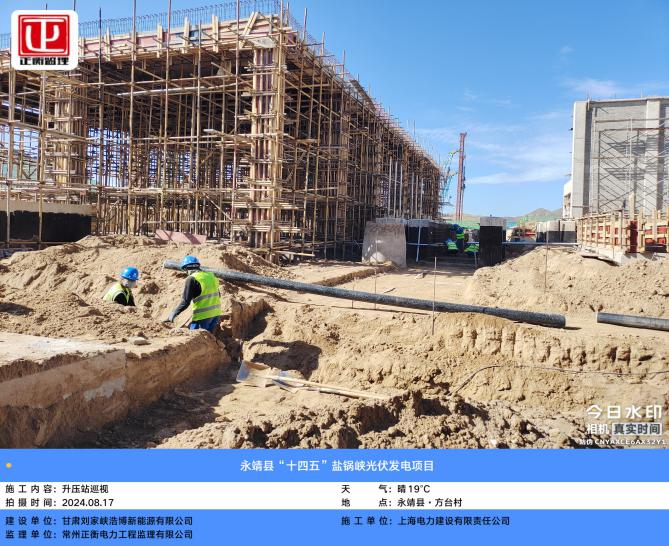 正衡监理
今日水印
相机 真实时间
防伪 CNYAXCE6AX32Y1
永靖县“十四五”盐锅峡光伏发电项目
施工内容：升压站巡视
天 气：晴19℃
拍摄时间：2024.08.17
地 点：永靖县·方台村
建设单位：甘肃刘家峡浩博新能源有限公司
施工单位：上海电力建设有限责任公司
监理单位：常州正衡电力工程监理有限公司